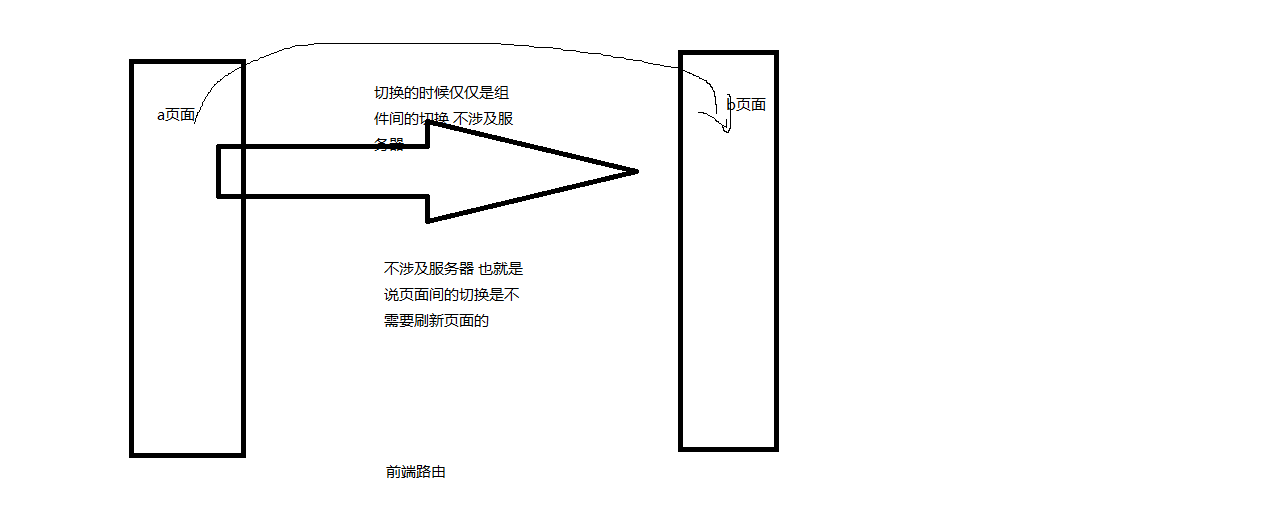 a页面
切换的时候仅仅是组
件间的切换 不涉及服
务器
b页面
不涉及服务器 也就是
说页面间的切换是不
需要刷新页面的
前端路由